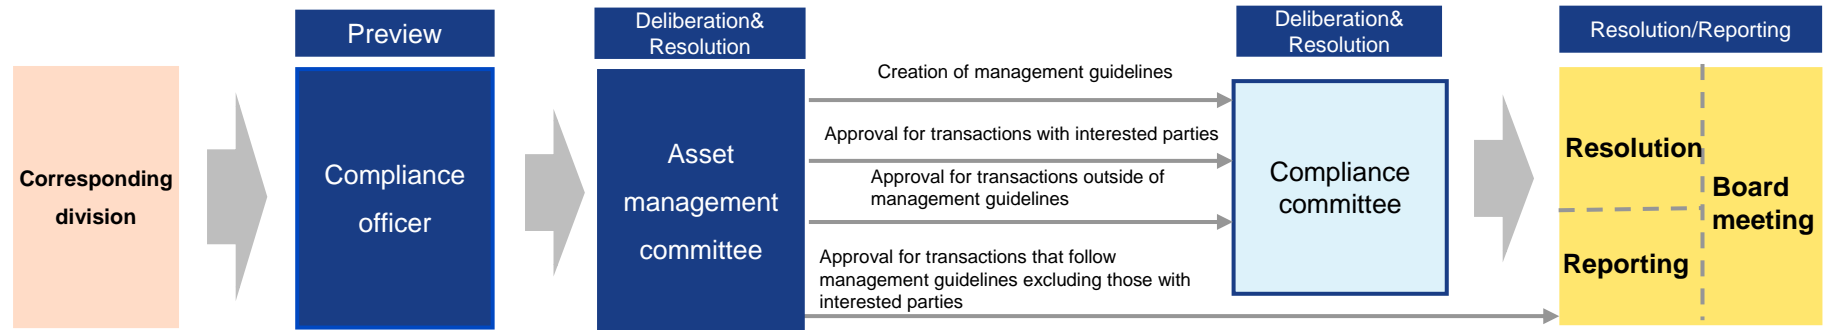 Corresponding
division
Preview
Compliance
officer
Deliberation&
Resolution
Asset
management
committee
Creation of management guidelines
Approval for transactions with interested parties
Approval for transactions outside of
management guidelines
Approval for transactions that follow
management guidelines excluding those with
interested parties
Deliberation&
Resolution
Compliance
committee
Resolution/Reporting
Resolution
Reporting
Board
meeting